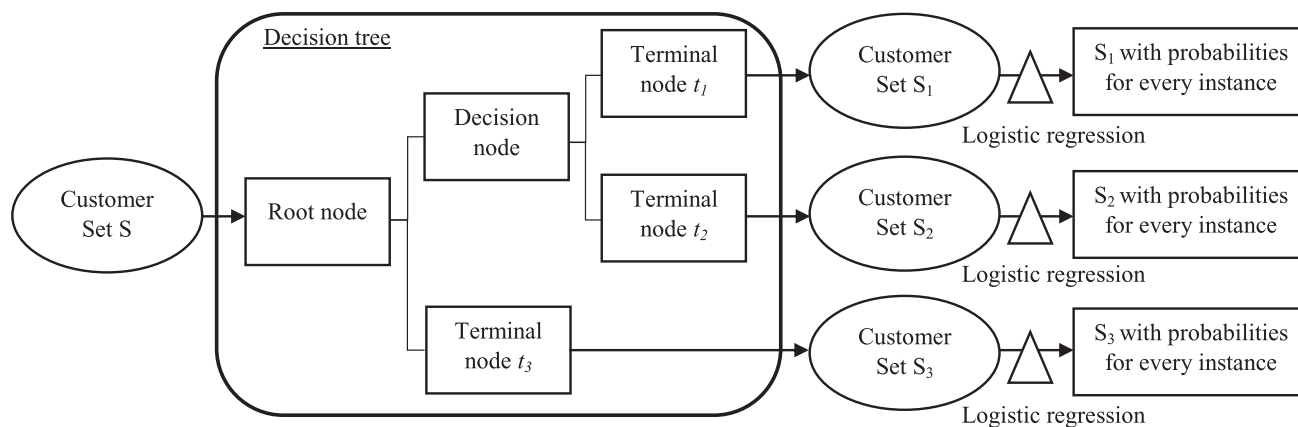 Decision tree
Customer
Set S
Root node
Decision
node
Terminal
node t₁
Terminal
node t₂
Terminal
node t₃
Customer
Set S₁
Logistic regression
S₁ with probabilities
for every instance
Customer
Set S₂
Logistic regression
S₂ with probabilities
for every instance
Customer
Set S₃
Logistic regression
S₃ with probabilities
for every instance